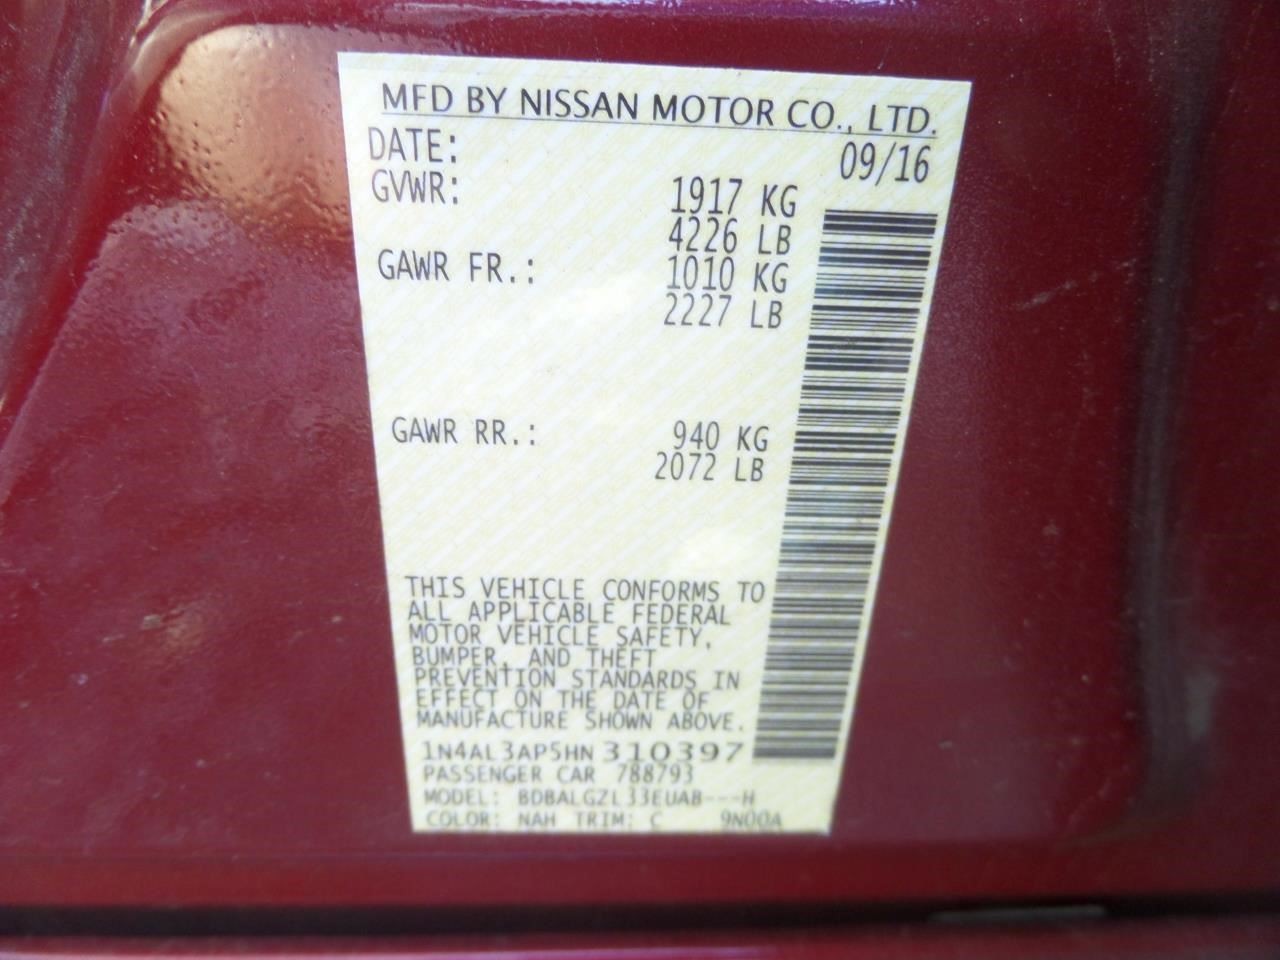 MFD BY NISSAN MOTOR CO., LTD.
DATE: 09/16
GVWR: 1917 KG
4226 LB
GAWR FR.: 1010 KG
2227 LB
GAWR RR.: 940 KG
2072 LB
THIS VEHICLE CONFORMS TO
ALL APPLICABLE FEDERAL
MOTOR VEHICLE SAFETY,
BUMPER, AND THEFT
PREVENTION STANDARDS IN
EFFECT ON THE DATE OF
MANUFACTURE SHOWN ABOVE.
1N4AL3AP5HN310397
PASSENGER CAR 788793
MODEL: BDBALGZL33EUAB---H
COLOR: NAH TRIM: C 9N00A